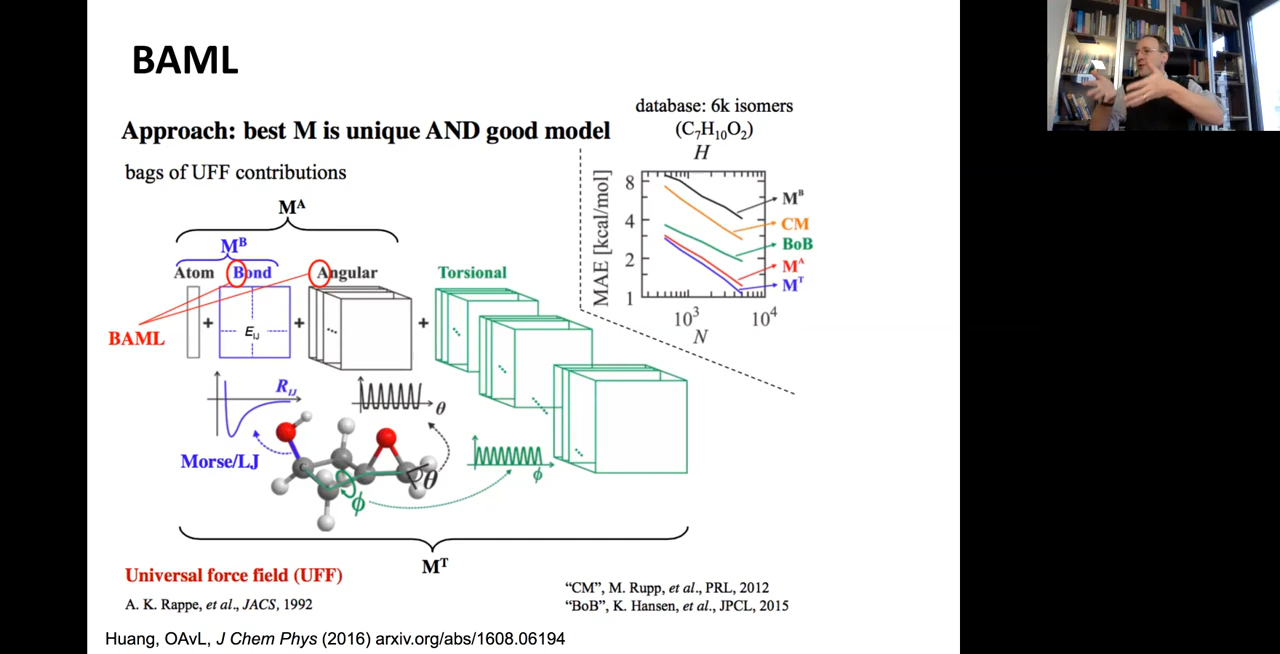 BAML
Approach: best M is unique AND good model
bags of UFF contributions
database: 6k isomers
(C₇H₁₀O₂)
H
MAE [kcal/mol]
8
4
2
1
10³
10⁴
N
Mᴮ
CM
BoB
Mᴬ
Mᵀ
Mᴬ
Mᴮ
Atom
Bond
Angular
Torsional
+
E_IJ
+
...
+
BAML
R_IJ
θ
Morse/LJ
C
θ
ϕ
ϕ
Mᵀ
Universal force field (UFF)
A. K. Rappe, et al., JACS, 1992
“CM”, M. Rupp, et al., PRL, 2012
“BoB”, K. Hansen, et al., JPCL, 2015
Huang, OAvL, J Chem Phys (2016) arxiv.org/abs/1608.06194